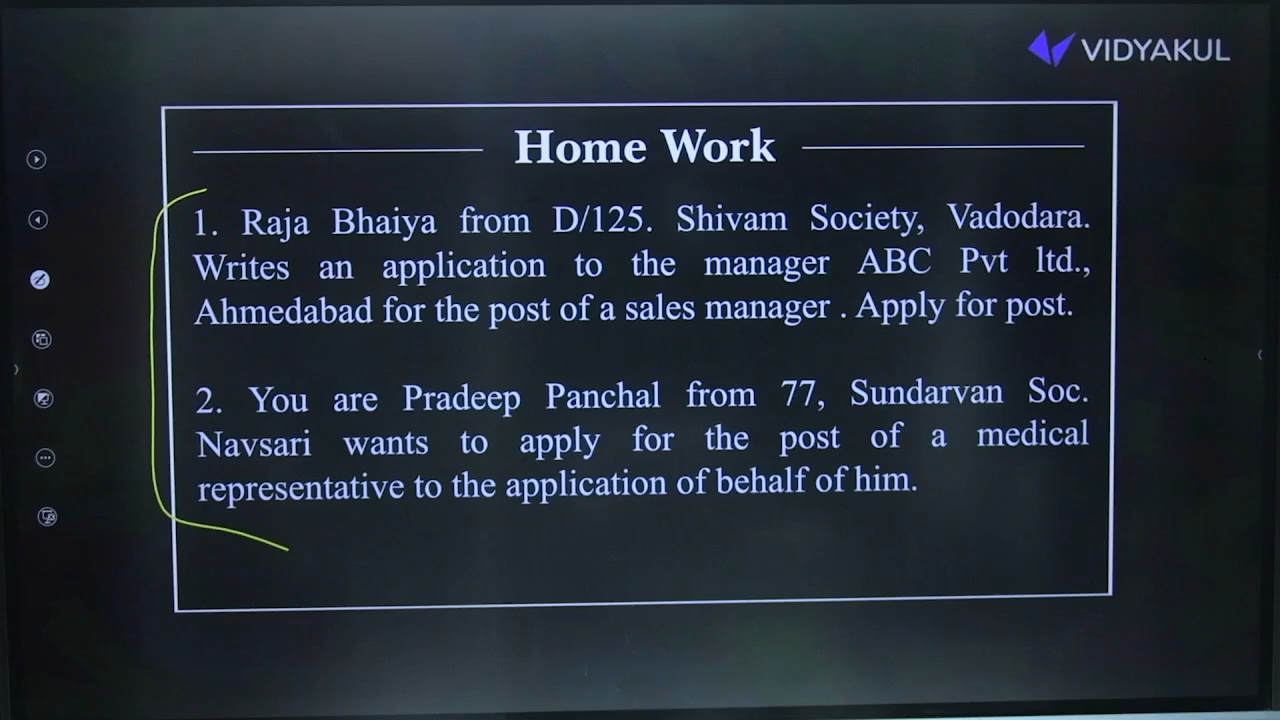 VIDYAKUL
Home Work
1. Raja Bhaiya from D/125. Shivam Society, Vadodara.
Writes an application to the manager ABC Pvt ltd.,
Ahmedabad for the post of a sales manager . Apply for post.
2. You are Pradeep Panchal from 77, Sundarvan Soc.
Navsari wants to apply for the post of a medical
representative to the application of behalf of him.